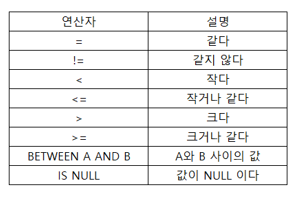 연산자 설명
= 같다
!= 같지 않다
< 작다
<= 작거나 같다
> 크다
>= 크거나 같다
BETWEEN A AND B A와 B 사이의 값
IS NULL 값이 NULL 이다